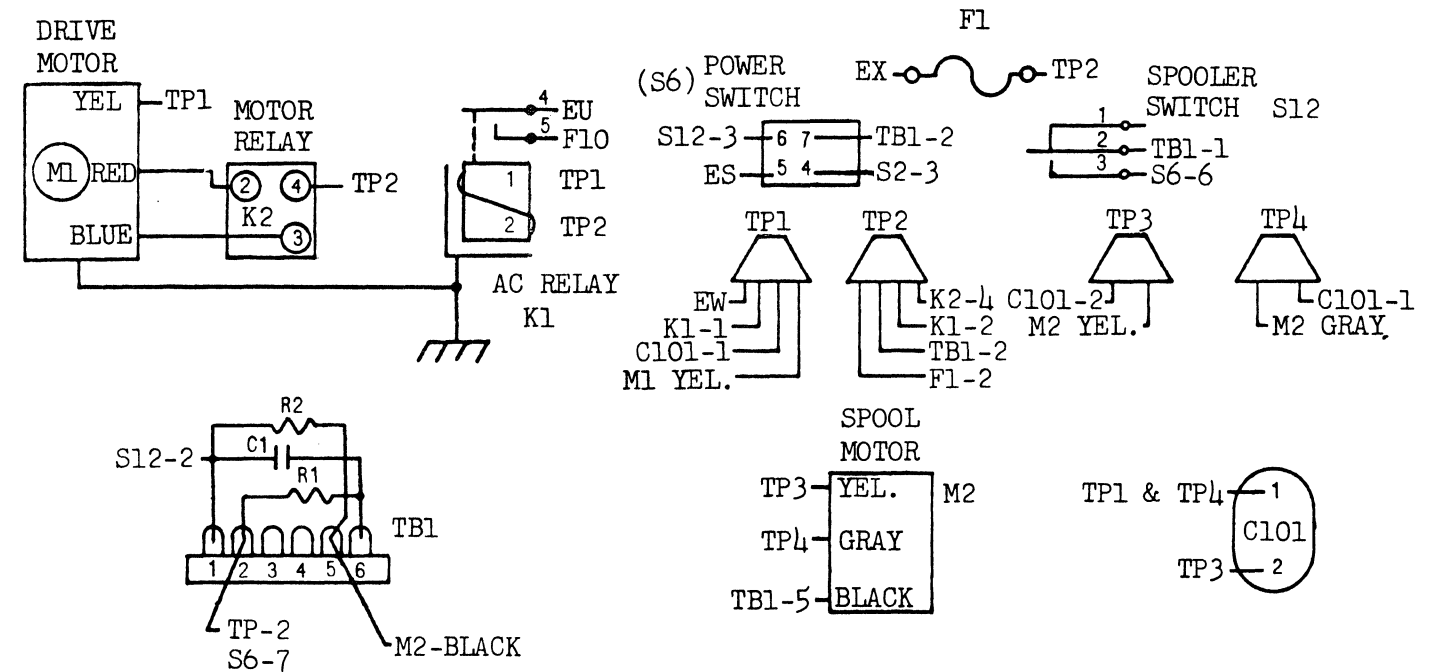 DRIVE
MOTOR
YEL
TP1
M1
RED
BLUE
MOTOR
RELAY
2
4
TP2
K2
3
4
EU
5
F10
1
TP1
2
TP2
AC RELAY
K1
F1
EX
TP2
(S6)
POWER
SWITCH
S12-3
6 7
TB1-2
ES
5 4
S2-3
SPOOLER
SWITCH S12
1
2
TB1-1
3
S6-6
TP1
EW
K1-1
C101-1
M1 YEL.
TP2
K2-4
K1-2
TB1-2
F1-2
TP3
C101-2
M2 YEL.
TP4
C101-1
M2 GRAY
R2
S12-2
C1
R1
TB1
1 2 3 4 5 6
TP-2
S6-7
M2-BLACK
SPOOL
MOTOR
TP3
YEL.
M2
TP4
GRAY
TB1-5
BLACK
TP1 & TP4
1
C101
TP3
2